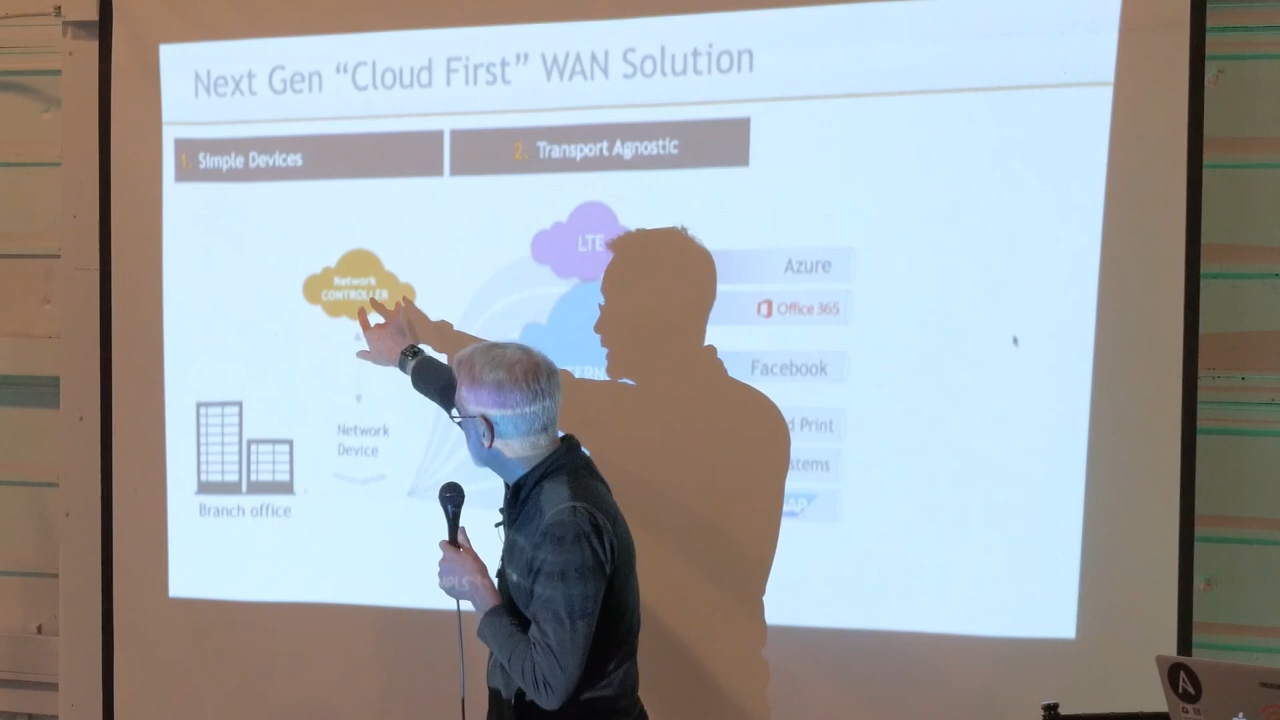 Next Gen “Cloud First” WAN Solution
1. Simple Devices
2. Transport Agnostic
LTE
Network
CONTROLLER
Azure
Office 365
Facebook
Print
Network
Device
Branch office